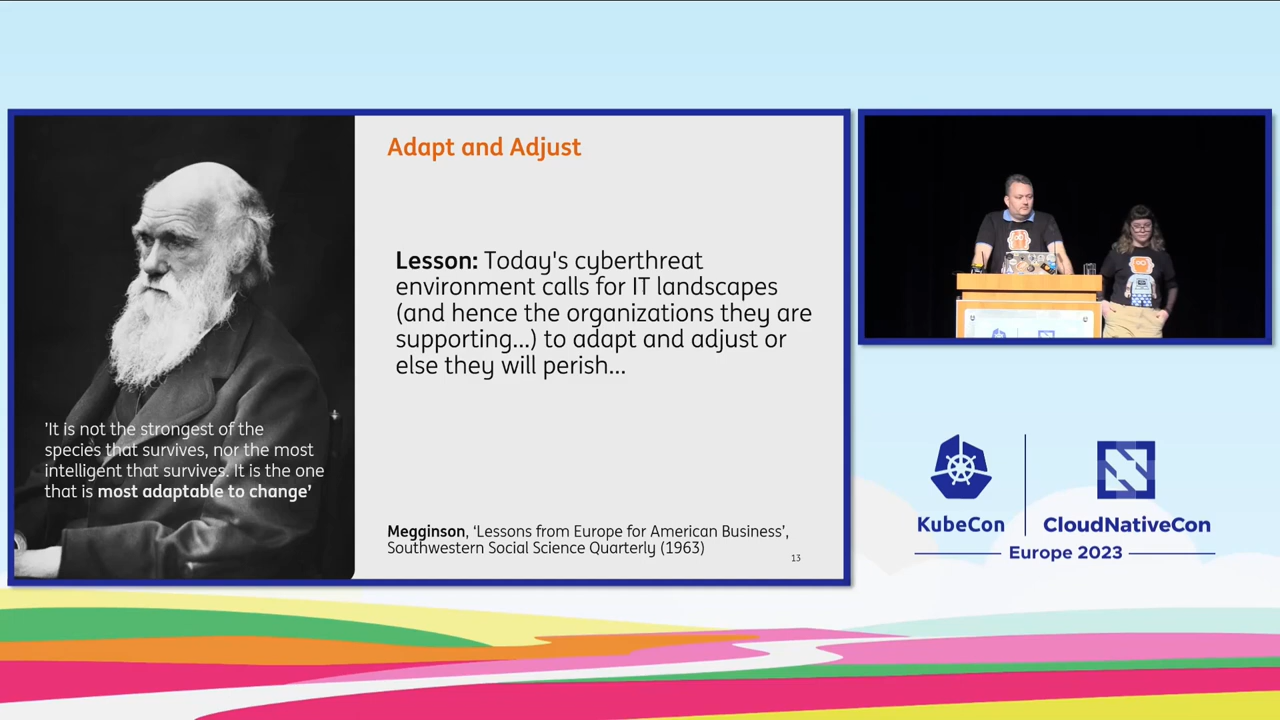 Adapt and Adjust
Lesson: Today's cyberthreat
environment calls for IT landscapes
(and hence the organizations they are
supporting...) to adapt and adjust or
else they will perish...
'It is not the strongest of the
species that survives, nor the most
intelligent that survives. It is the one
that is most adaptable to change'
Megginson, 'Lessons from Europe for American Business',
Southwestern Social Science Quarterly (1963)
13
KubeCon
CloudNativeCon
Europe 2023